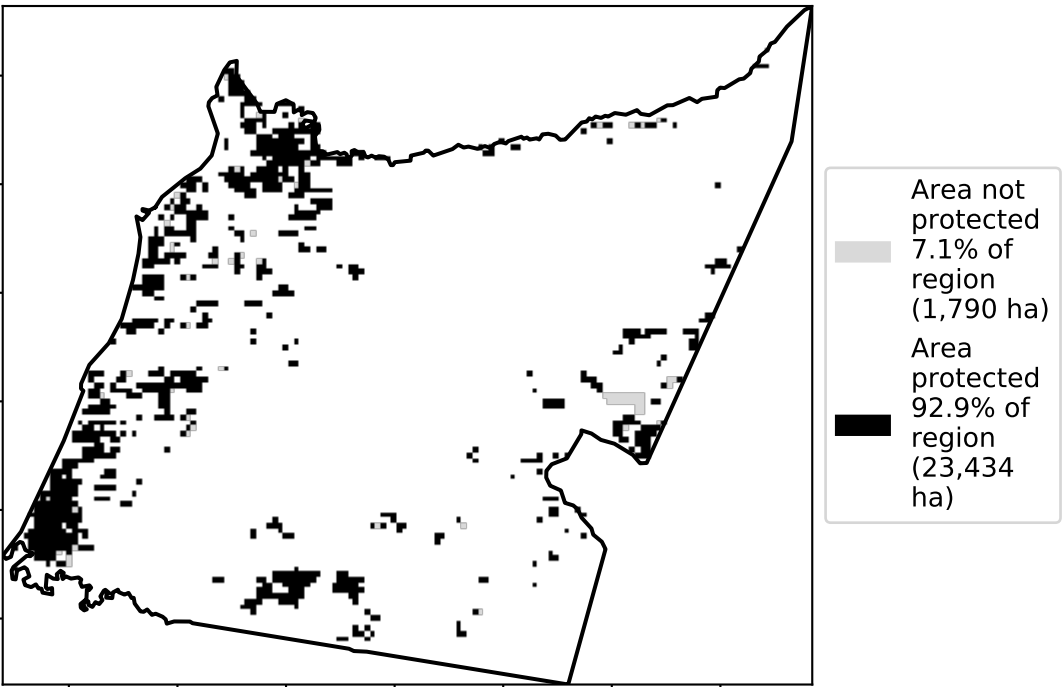 Area not
protected
7.1% of
region
(1,790 ha)
Area
protected
92.9% of
region
(23,434
ha)